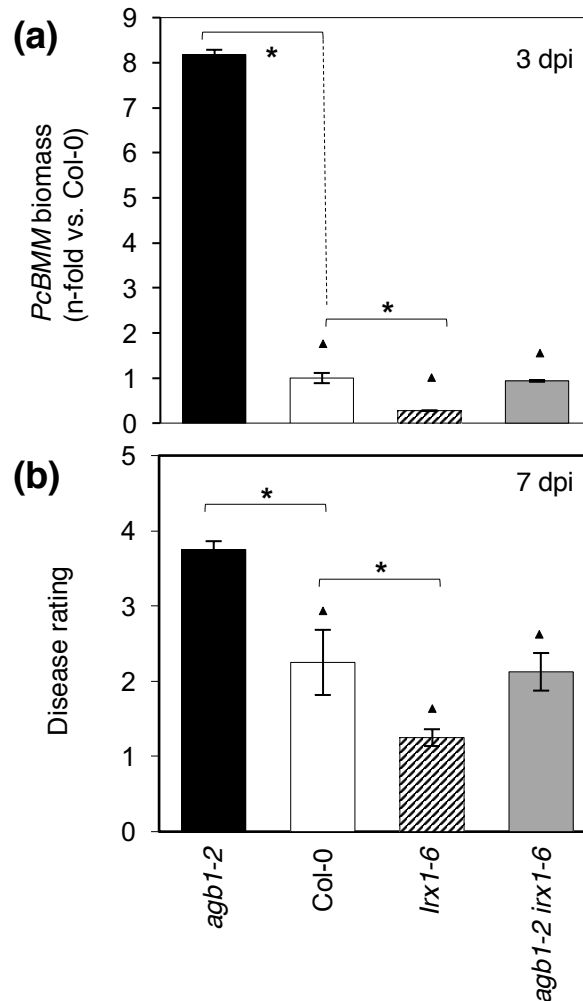 (a)
PcBMM biomass
(n-fold vs. Col-0)
9
8
7
6
5
4
3
2
1
0
3 dpi
*
*
(b)
Disease rating
5
4
3
2
1
0
7 dpi
*
*
agb1-2
Col-0
Irx1-6
agb1-2 irx1-6